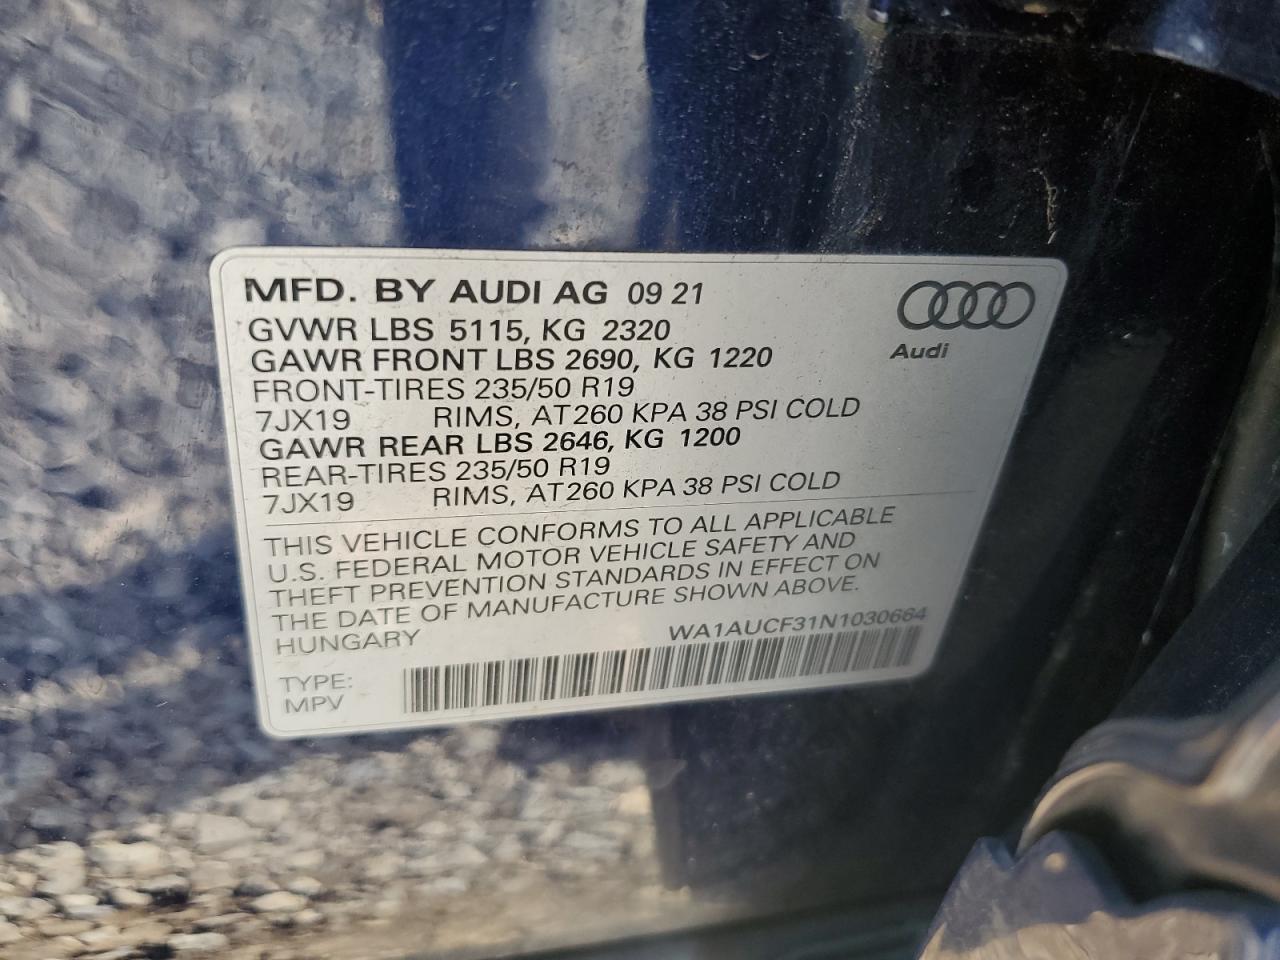 MFD. BY AUDI AG 09 21
GVWR LBS 5115, KG 2320
GAWR FRONT LBS 2690, KG 1220
FRONT-TIRES 235/50 R19
7JX19 RIMS, AT260 KPA 38 PSI COLD
GAWR REAR LBS 2646, KG 1200
REAR-TIRES 235/50 R19
7JX19 RIMS, AT260 KPA 38 PSI COLD
Audi
THIS VEHICLE CONFORMS TO ALL APPLICABLE
U.S. FEDERAL MOTOR VEHICLE SAFETY AND
THEFT PREVENTION STANDARDS IN EFFECT ON
THE DATE OF MANUFACTURE SHOWN ABOVE.
HUNGARY WA1AUCF31N1030664
TYPE:
MPV